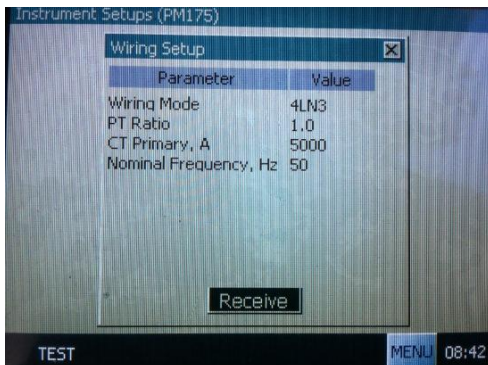 Instrument Setups (PM175)
Wiring Setup
Parameter Value
Wiring Mode 4LN3
PT Ratio 1.0
CT Primary, A 5000
Nominal Frequency, Hz 50
Receive
TEST MENU 08:42